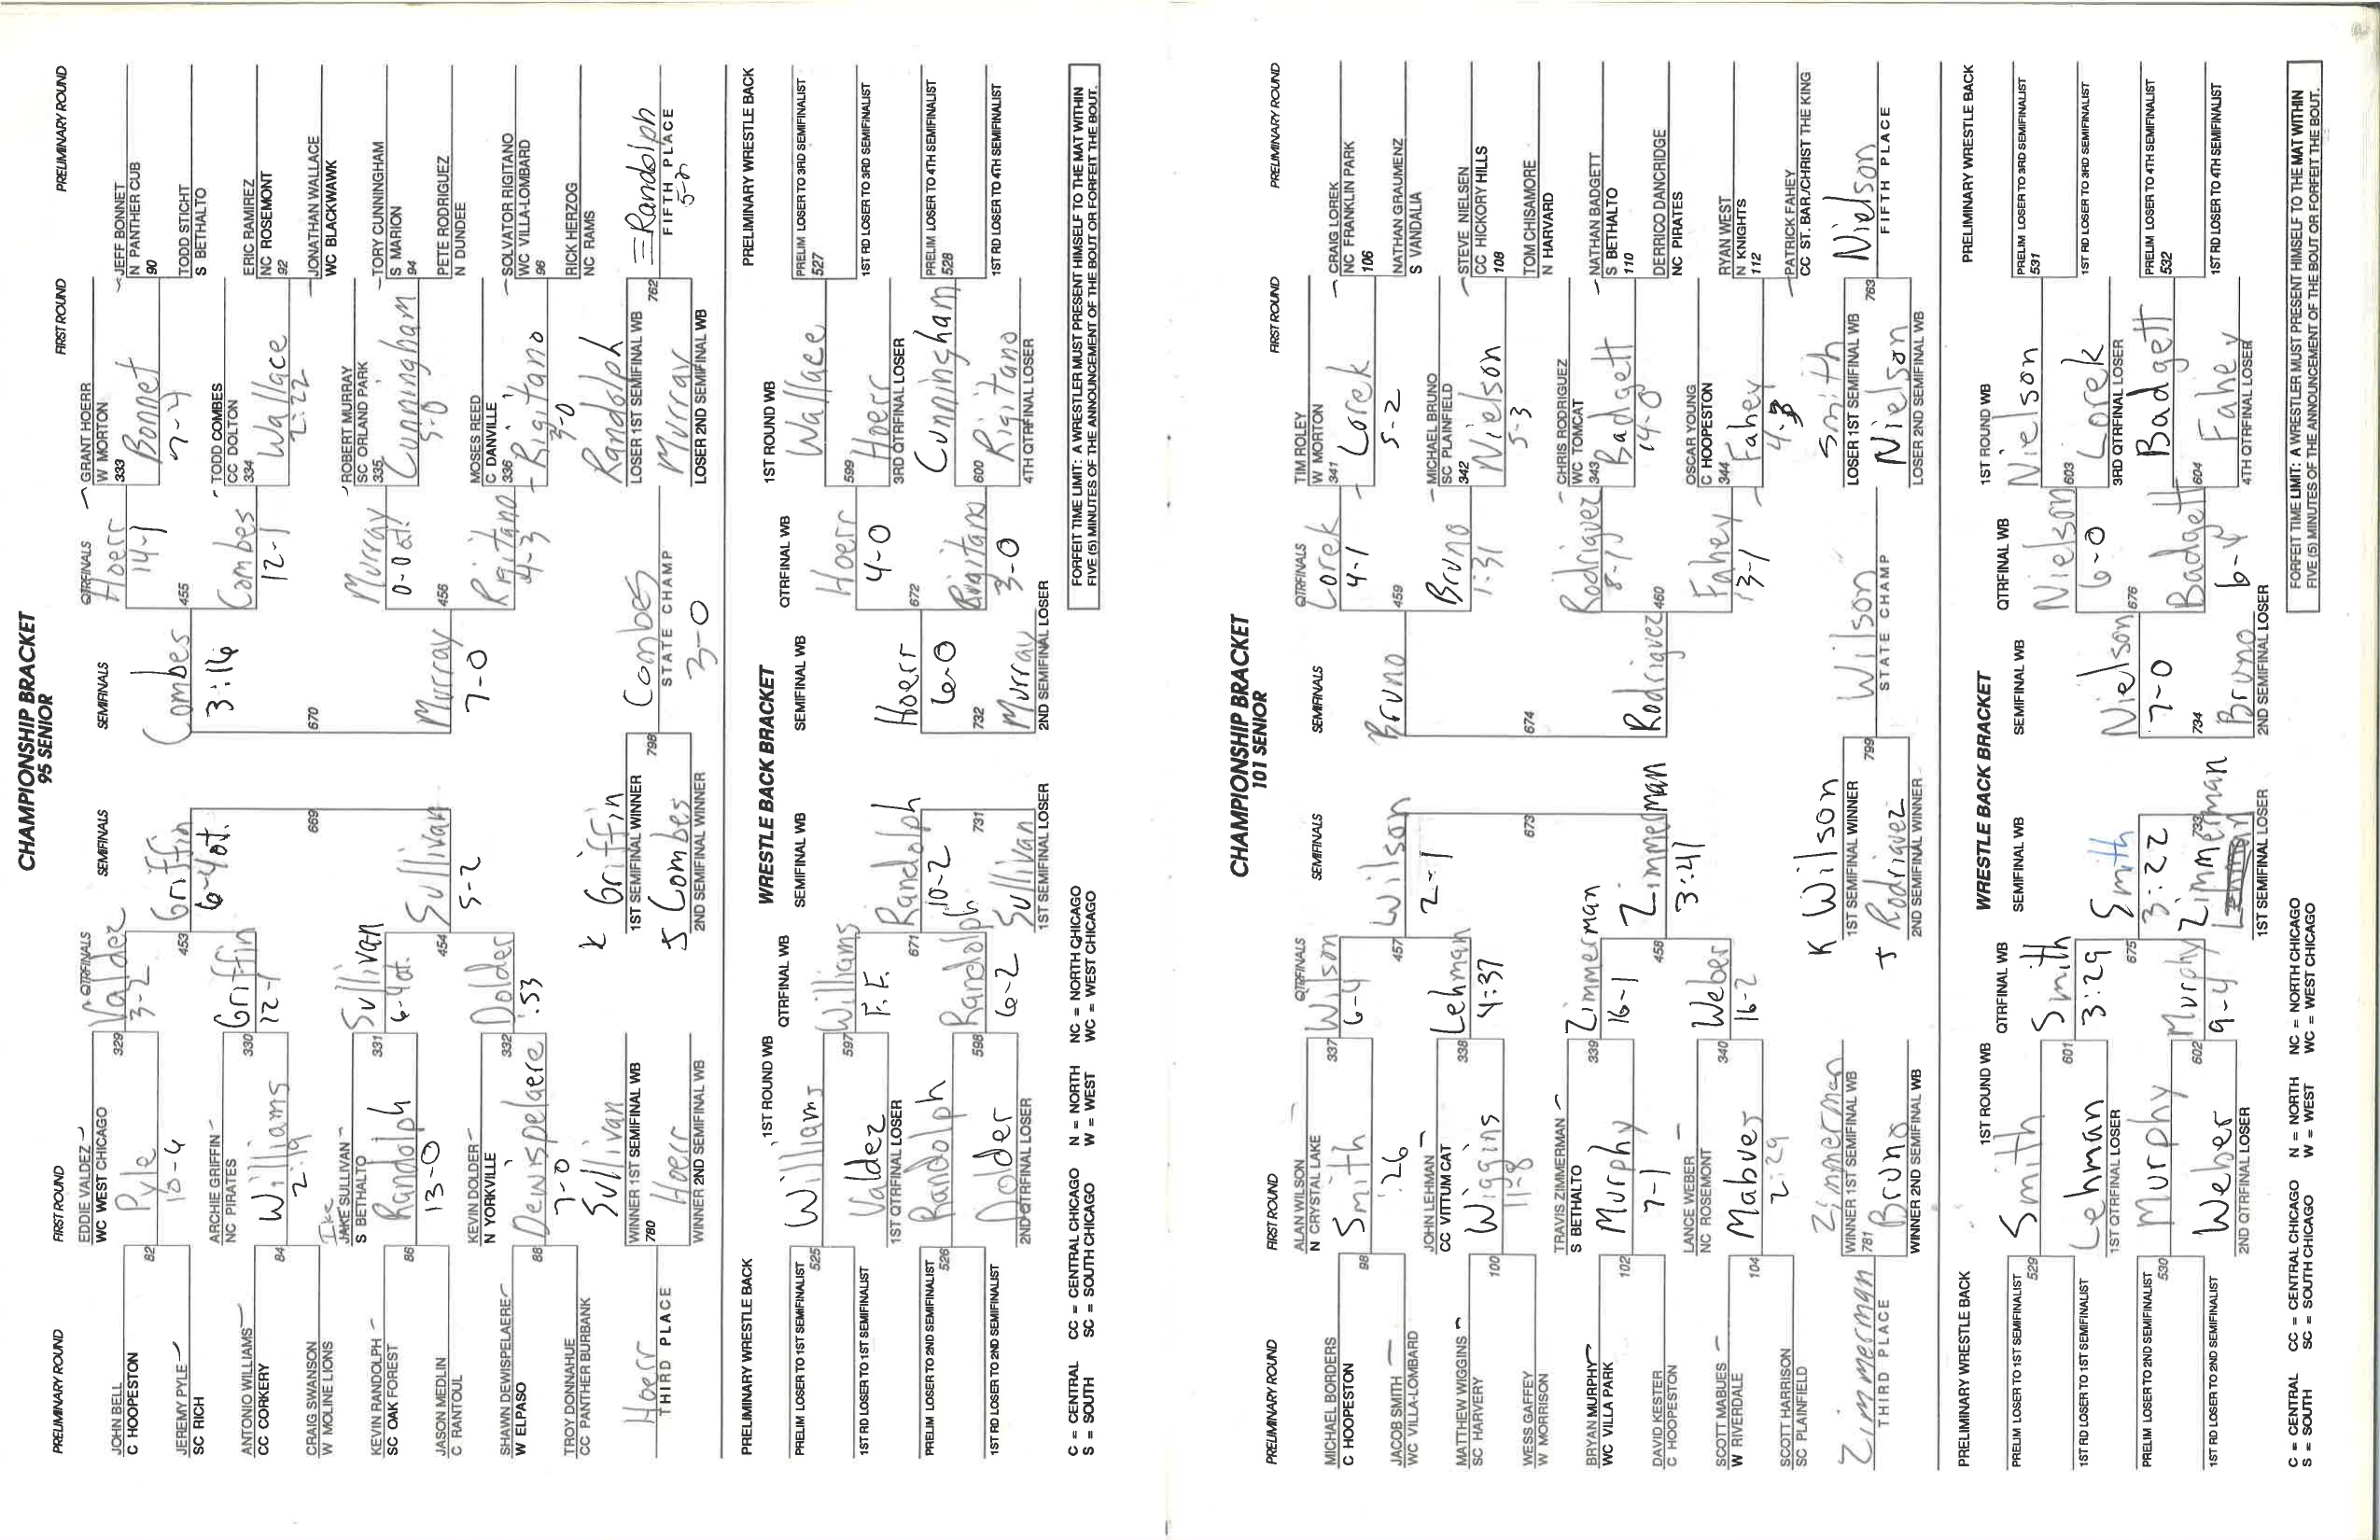 CHAMPIONSHIP BRACKET
95 SENIOR
PRELIMINARY ROUND
FIRST ROUND
QTRFINALS
SEMIFINALS
SEMIFINALS
QTRFINALS
FIRST ROUND
PRELIMINARY ROUND
JOHN BELL
C HOOPESTON
82
JEREMY PYLE
SC RICH
ANTONIO WILLIAMS
CC CORKERY
84
CRAIG SWANSON
W MOLINE LIONS
KEVIN RANDOLPH
SC OAK FOREST
86
JASON MEDLIN
C RANTOUL
SHAWN DEWISPELAERE
W ELPASO
88
TROY DONNAHUE
CC PANTHER BURBANK
Hoerr
THIRD PLACE
EDDIE VALDEZ
WC WEST CHICAGO
329
Pyle
10-4
ARCHIE GRIFFIN
NC PIRATES
330
Williams
2:19
Ike
JAKE SULLIVAN
S BETHALTO
331
Randolph
13-0
KEVIN DOLDER
N YORKVILLE
332
Dewispelaere
7-0
Sullivan
WINNER 1ST SEMIFINAL WB
780
Hoerr
WINNER 2ND SEMIFINAL WB
Valdez
3-2
453
Griffin
12-1
Sullivan
6-4 ot.
454
Dolder
:53
Griffin
6-4 ot.
669
Sullivan
5-2
K Griffin
1ST SEMIFINAL WINNER
798
J Combes
2ND SEMIFINAL WINNER
Combes
3:16
670
Murray
7-0
Combes
STATE CHAMP
3-0
Hoerr
14-1
455
Combes
12-1
Murray
0-0 ot.
456
Rigitano
4-3
GRANT HOERR
W MORTON
333
Bonnet
7-4
TODD COMBES
CC DOLTON
334
Wallace
2:22
ROBERT MURRAY
SC ORLAND PARK
335
Cunningham
5-0
MOSES REED
C DANVILLE
336
Rigitano
3-0
Randolph
LOSER 1ST SEMIFINAL WB
762
Murray
LOSER 2ND SEMIFINAL WB
JEFF BONNET
N PANTHER CUB
90
TODD STICHT
S BETHALTO
ERIC RAMIREZ
NC ROSEMONT
92
JONATHAN WALLACE
WC BLACKWAWK
TORY CUNNINGHAM
S MARION
94
PETE RODRIGUEZ
N DUNDEE
SOLVATOR RIGITANO
WC VILLA-LOMBARD
96
RICK HERZOG
NC RAMS
Randolph
FIFTH PLACE
5-2
WRESTLE BACK BRACKET
PRELIMINARY WRESTLE BACK
1ST ROUND WB
QTRFINAL WB
SEMIFINAL WB
SEMIFINAL WB
QTRFINAL WB
1ST ROUND WB
PRELIMINARY WRESTLE BACK
PRELIM LOSER TO 1ST SEMIFINALIST
525
1ST RD LOSER TO 1ST SEMIFINALIST
PRELIM LOSER TO 2ND SEMIFINALIST
526
1ST RD LOSER TO 2ND SEMIFINALIST
Williams
597
Valdez
1ST QTRFINAL LOSER
Randolph
598
Dolder
2ND QTRFINAL LOSER
Williams
F.F.
671
Randolph
6-2
Randolph
10-2
731
Sullivan
1ST SEMIFINAL LOSER
Hoerr
6-0
732
Murray
2ND SEMIFINAL LOSER
Hoerr
4-0
672
Rigitano
3-0
Wallace
599
Hoerr
3RD QTRFINAL LOSER
Cunningham
600
Rigitano
4TH QTRFINAL LOSER
PRELIM LOSER TO 3RD SEMIFINALIST
527
1ST RD LOSER TO 3RD SEMIFINALIST
PRELIM LOSER TO 4TH SEMIFINALIST
528
1ST RD LOSER TO 4TH SEMIFINALIST
C = CENTRAL CC = CENTRAL CHICAGO N = NORTH NC = NORTH CHICAGO
S = SOUTH SC = SOUTH CHICAGO W = WEST WC = WEST CHICAGO
FORFEIT TIME LIMIT: A WRESTLER MUST PRESENT HIMSELF TO THE MAT WITHIN
FIVE (5) MINUTES OF THE ANNOUNCEMENT OF THE BOUT OR FORFEIT THE BOUT.
CHAMPIONSHIP BRACKET
101 SENIOR
PRELIMINARY ROUND
FIRST ROUND
QTRFINALS
SEMIFINALS
SEMIFINALS
QTRFINALS
FIRST ROUND
PRELIMINARY ROUND
MICHAEL BORDERS
C HOOPESTON
98
JACOB SMITH
WC VILLA-LOMBARD
MATTHEW WIGGINS
SC HARVERY
100
WESS GAFFEY
W MORRISON
BRYAN MURPHY
WC VILLA PARK
102
DAVID KESTER
C HOOPESTON
SCOTT MABUES
W RIVERDALE
104
SCOTT HARRISON
SC PLAINFIELD
Zimmerman
THIRD PLACE
ALAN WILSON
N CRYSTAL LAKE
337
Smith
:26
JOHN LEHMAN
CC VITTUM CAT
338
Wiggins
11-8
TRAVIS ZIMMERMAN
S BETHALTO
339
Murphy
7-1
LANCE WEBER
NC ROSEMONT
340
Mabves
2:29
Zimmerman
WINNER 1ST SEMIFINAL WB
781
Bruno
WINNER 2ND SEMIFINAL WB
Wilson
6-4
457
Lehman
4:37
Zimmerman
16-1
458
Weber
16-2
Wilson
2-1
673
Zimmerman
3:41
K Wilson
1ST SEMIFINAL WINNER
799
J Rodriquez
2ND SEMIFINAL WINNER
Bruno
674
Rodriquez
Wilson
STATE CHAMP
Lorek
4-1
459
Bruno
1:31
Rodriquez
460
Fahey
13-1
TIM ROLEY
W MORTON
341
Lorek
5-2
MICHAEL BRUNO
SC PLAINFIELD
342
Nielson
5-3
CHRIS RODRIGUEZ
WC TOMCAT
343
Badgett
14-0
OSCAR YOUNG
C HOOPESTON
344
Fahey
4-3
Smith
LOSER 1ST SEMIFINAL WB
763
Nielson
LOSER 2ND SEMIFINAL WB
CRAIG LOREK
NC FRANKLIN PARK
106
NATHAN GRAUMENZ
S VANDALIA
STEVE NIELSEN
CC HICKORY HILLS
108
TOM CHISAMORE
N HARVARD
NATHAN BADGETT
S BETHALTO
110
DERRICO DANCRIDGE
NC PIRATES
RYAN WEST
N KNIGHTS
112
PATRICK FAHEY
CC ST. BAR./CHRIST THE KING
Nielson
FIFTH PLACE
WRESTLE BACK BRACKET
PRELIMINARY WRESTLE BACK
1ST ROUND WB
QTRFINAL WB
SEMIFINAL WB
SEMIFINAL WB
QTRFINAL WB
1ST ROUND WB
PRELIMINARY WRESTLE BACK
PRELIM LOSER TO 1ST SEMIFINALIST
529
1ST RD LOSER TO 1ST SEMIFINALIST
PRELIM LOSER TO 2ND SEMIFINALIST
530
1ST RD LOSER TO 2ND SEMIFINALIST
Smith
601
Lehman
1ST QTRFINAL LOSER
Murphy
602
Weber
2ND QTRFINAL LOSER
Smith
3:29
675
Murphy
9-4
Smith
3:22
733
Zimmerman
1ST SEMIFINAL LOSER
Nielson
7-0
734
Bruno
2ND SEMIFINAL LOSER
Nielson
6-0
676
Badgett
6-4
Nielson
603
Lorek
3RD QTRFINAL LOSER
Badgett
604
Fahey
4TH QTRFINAL LOSER
PRELIM LOSER TO 3RD SEMIFINALIST
531
1ST RD LOSER TO 3RD SEMIFINALIST
PRELIM LOSER TO 4TH SEMIFINALIST
532
1ST RD LOSER TO 4TH SEMIFINALIST
C = CENTRAL CC = CENTRAL CHICAGO N = NORTH NC = NORTH CHICAGO
S = SOUTH SC = SOUTH CHICAGO W = WEST WC = WEST CHICAGO
FORFEIT TIME LIMIT: A WRESTLER MUST PRESENT HIMSELF TO THE MAT WITHIN
FIVE (5) MINUTES OF THE ANNOUNCEMENT OF THE BOUT OR FORFEIT THE BOUT.